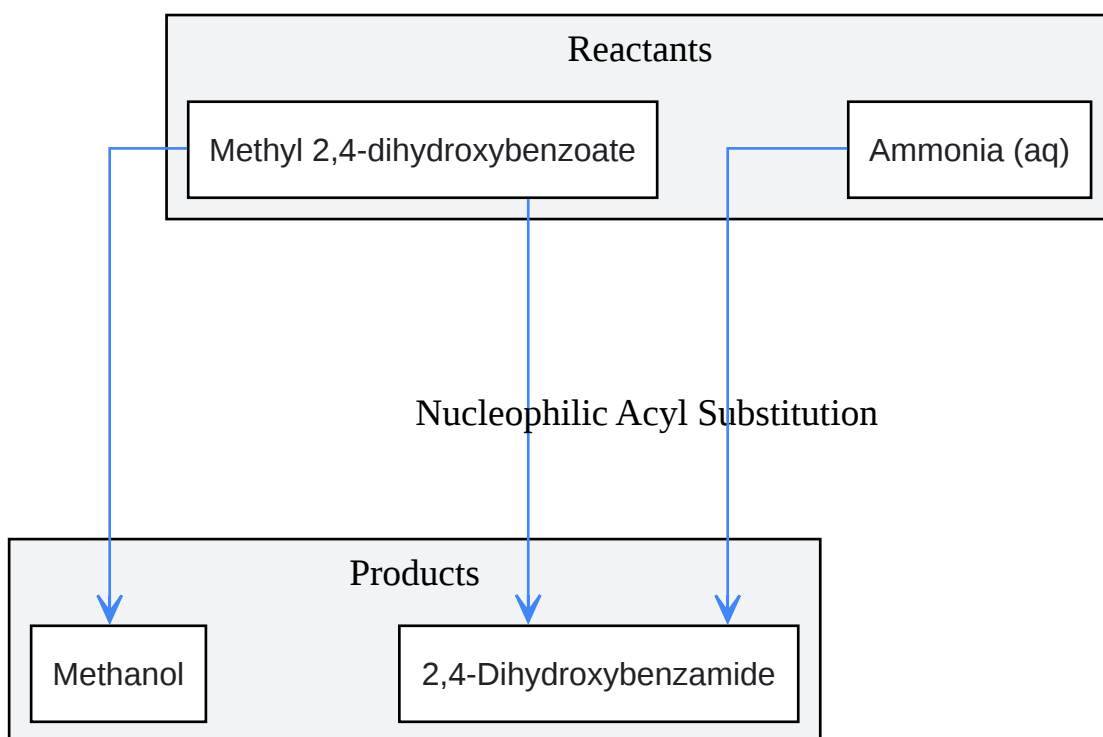 Reactants
Methyl 2,4-dihydroxybenzoate
Ammonia (aq)
Nucleophilic Acyl Substitution
Products
Methanol
2,4-Dihydroxybenzamide